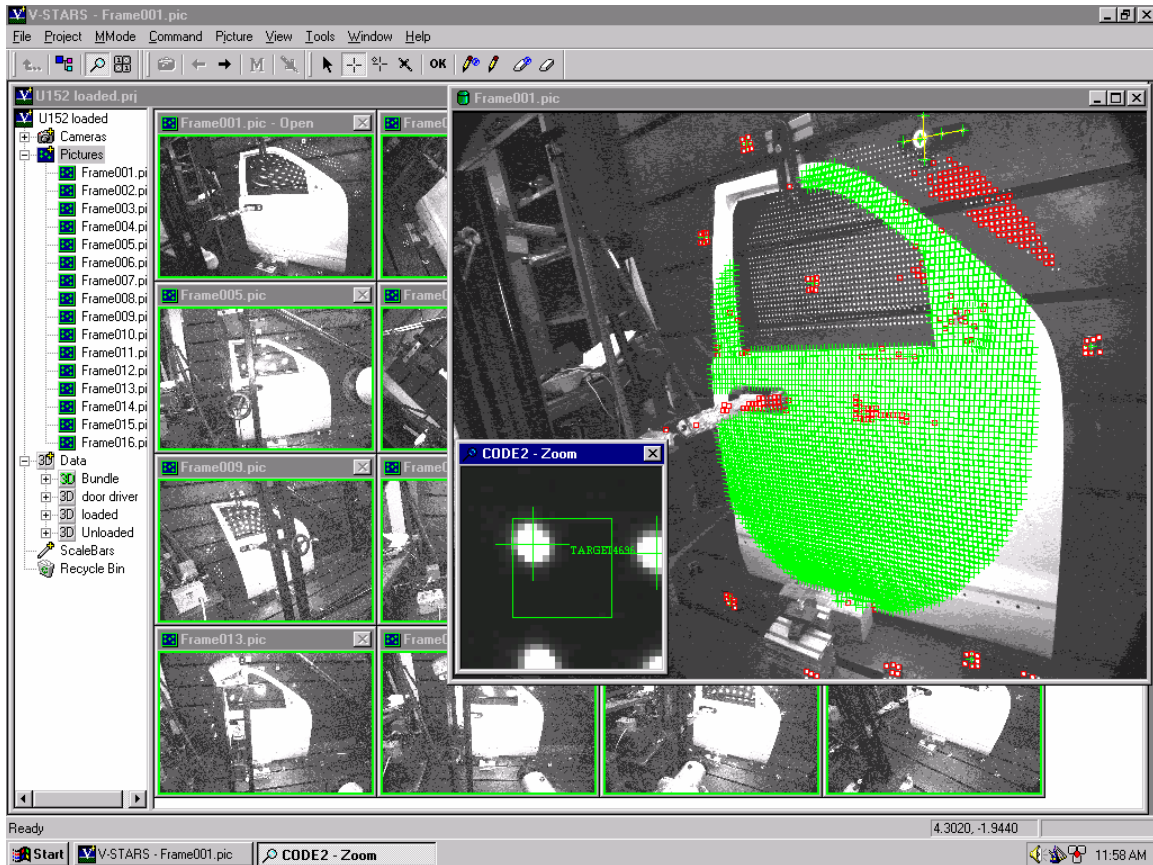 V-STARS - Frame001.pic
File Project MMode Command Picture View Tools Window Help
M OK
U152 loaded.prj
U152 loaded
Cameras
Pictures
Frame001.pi
Frame002.pi
Frame003.pi
Frame004.pi
Frame005.pi
Frame006.pi
Frame007.pi
Frame008.pi
Frame009.pi
Frame010.pi
Frame011.pi
Frame012.pi
Frame013.pi
Frame014.pi
Frame015.pi
Frame016.pi
3D Data
3D Bundle
3D door driver
3D loaded
3D Unloaded
ScaleBars
Recycle Bin
Frame001.pic - Open
Frame005.pic
Frame009.pic
Frame013.pic
Frame001.pic
CODE2 - Zoom
TARGET4696
Ready
4.3020, -1.9440
Start
V-STARS - Frame001.pic
CODE2 - Zoom
11:58 AM